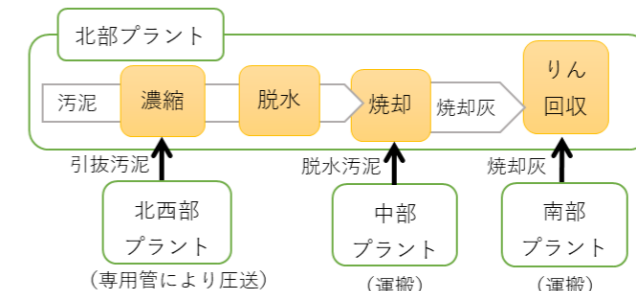 北部プラント
汚泥
濃縮
脱水
焼却
焼却灰
りん
回収
引抜汚泥
脱水汚泥
焼却灰
北西部
プラント
中部
プラント
南部
プラント
（専用管により圧送）
（運搬）
（運搬）